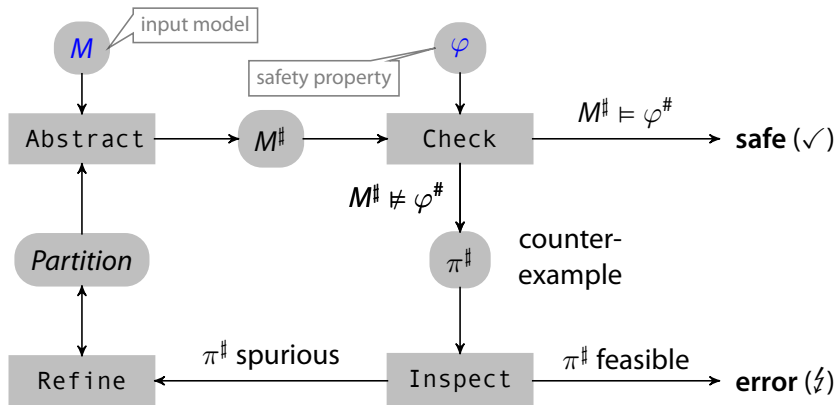 input model
M
φ
safety property
M♯ ⊨ φ#
Abstract
M♯
Check
safe (✓)
M♯ ⊭ φ#
Partition
π♯
counter-
example
π♯ spurious
π♯ feasible
Refine
Inspect
error (↯)